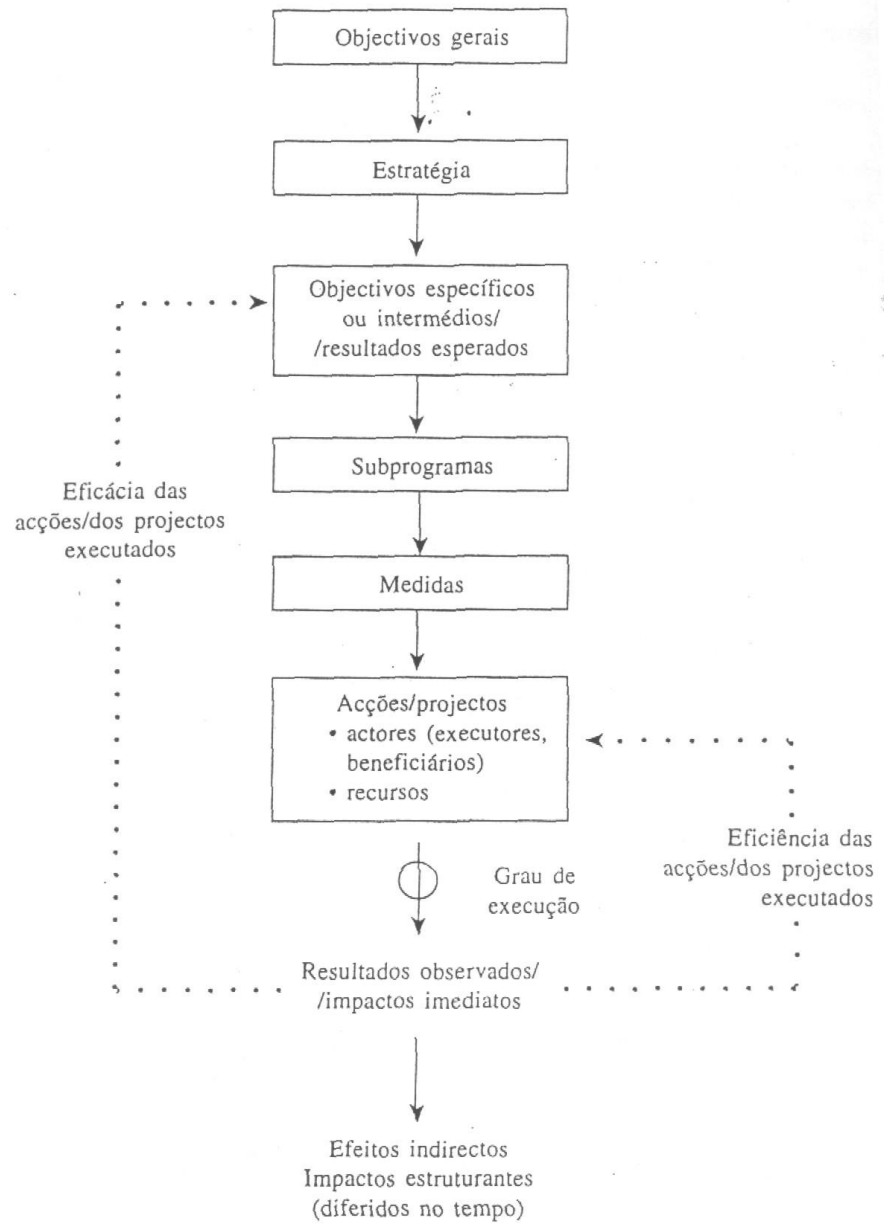 Objectivos gerais
Estratégia
Objectivos específicos
ou intermédios/
/resultados esperados
Subprogramas
Eficácia das
acções/dos projectos
executados
Medidas
Acções/projectos
• actores (executores,
beneficiários)
• recursos
Eficiência das
acções/dos projectos
executados
Grau de
execução
Resultados observados/
/impactos imediatos
Efeitos indirectos
Impactos estruturantes
(diferidos no tempo)